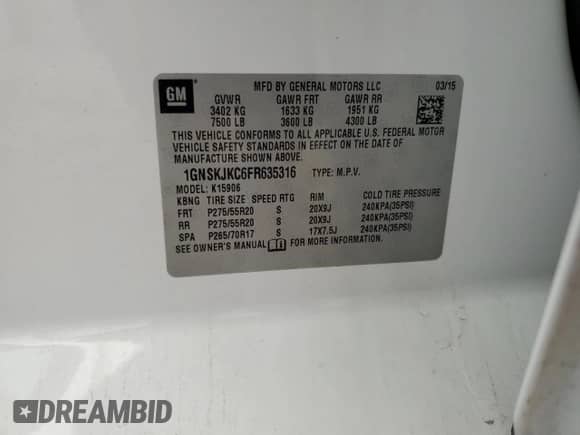 GM
MFD BY GENERAL MOTORS LLC 03/15
GVWR GAWR FRT GAWR RR
3402 KG 1633 KG 1951 KG
7500 LB 3600 LB 4300 LB
THIS VEHICLE CONFORMS TO ALL APPLICABLE U.S. FEDERAL MOTOR
VEHICLE SAFETY STANDARDS IN EFFECT ON THE DATE OF
MANUFACTURE SHOWN ABOVE.
1GNSKJKC6FR635316 TYPE: M.P.V.
MODEL: K15906
KBNG TIRE SIZE SPEED RTG RIM COLD TIRE PRESSURE
FRT P275/55R20 S 20X9J 240KPA(35PSI)
RR P275/55R20 S 20X9J 240KPA(35PSI)
SPA P265/70R17 S 17X7.5J 240KPA(35PSI)
SEE OWNER'S MANUAL FOR MORE INFORMATION.
DREAMBID